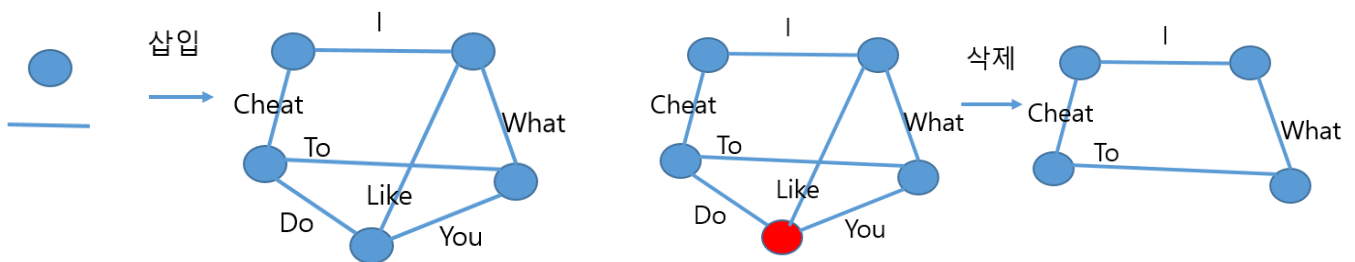 삽입
I
Cheat
What
To
Like
Do
You
I
Cheat
What
To
Like
Do
You
삭제
I
Cheat
What
To